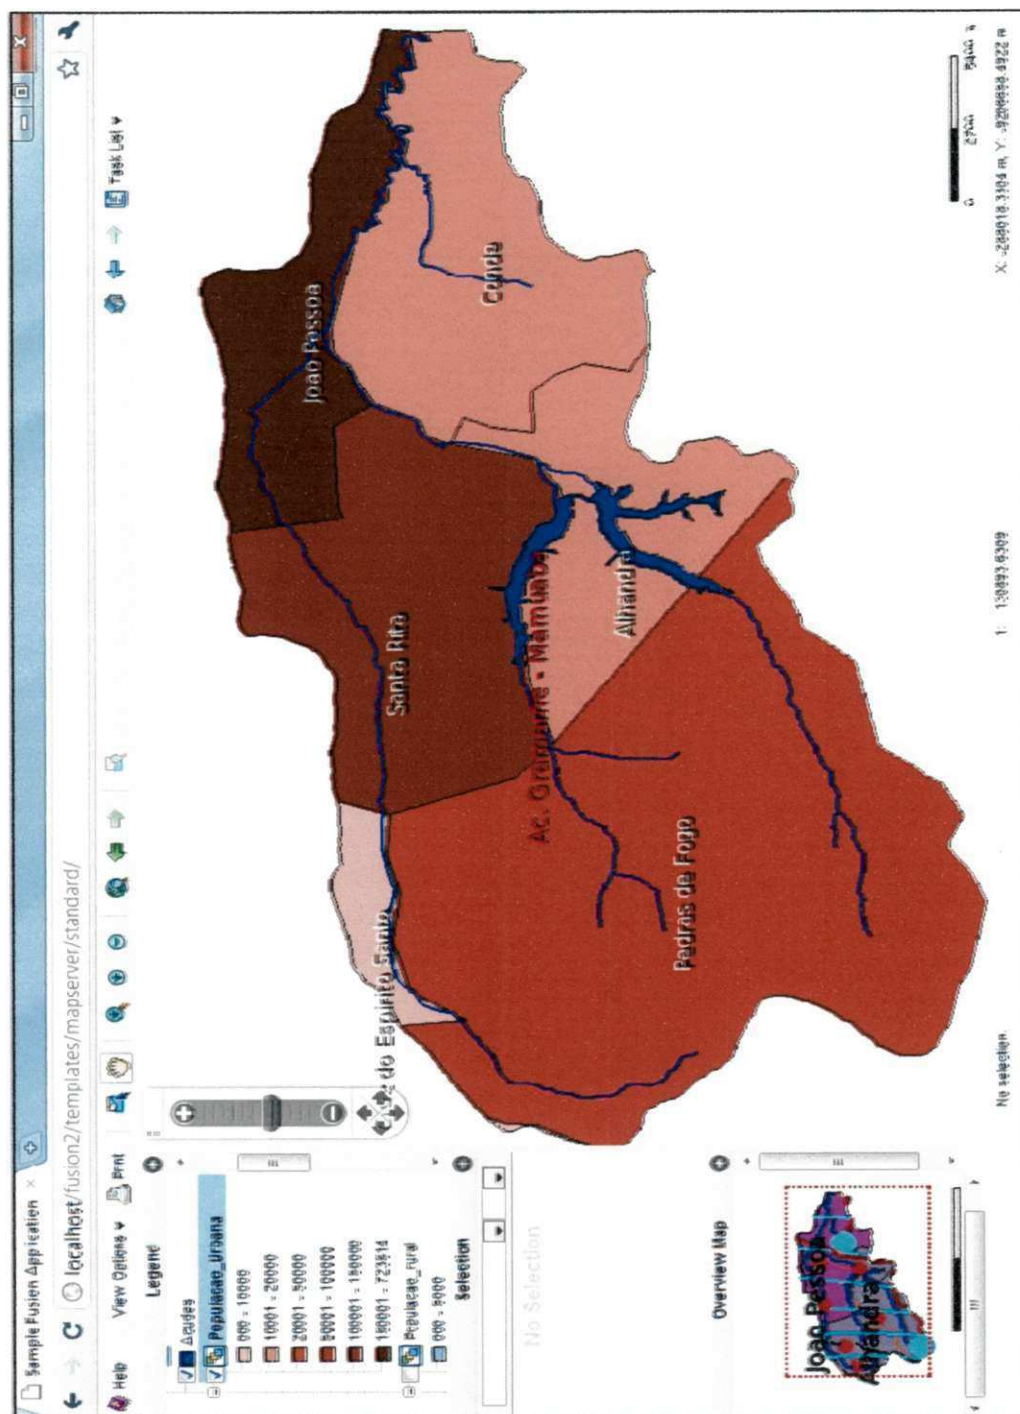 Sample Fusion Application
localhost/fusion2/templates/mapserver/standard/
Help
View Options
Print
Task List
Legend
Acudes
Populacao_Urbana
000 = 10000
10001 = 20000
20001 = 50000
50001 = 100000
100001 = 150000
150001 = 723514
Populacao_rural
000 = 5000
Selection
No Selection
Overview Map
Joao Pessoa
Alhandra
do Espirito Santo
Santa Rita
Joao Pessoa
Conde
Ac. Gramame - Mamuaba
Alhandra
Pedras de Fogo
No selection.
0 2700 5400